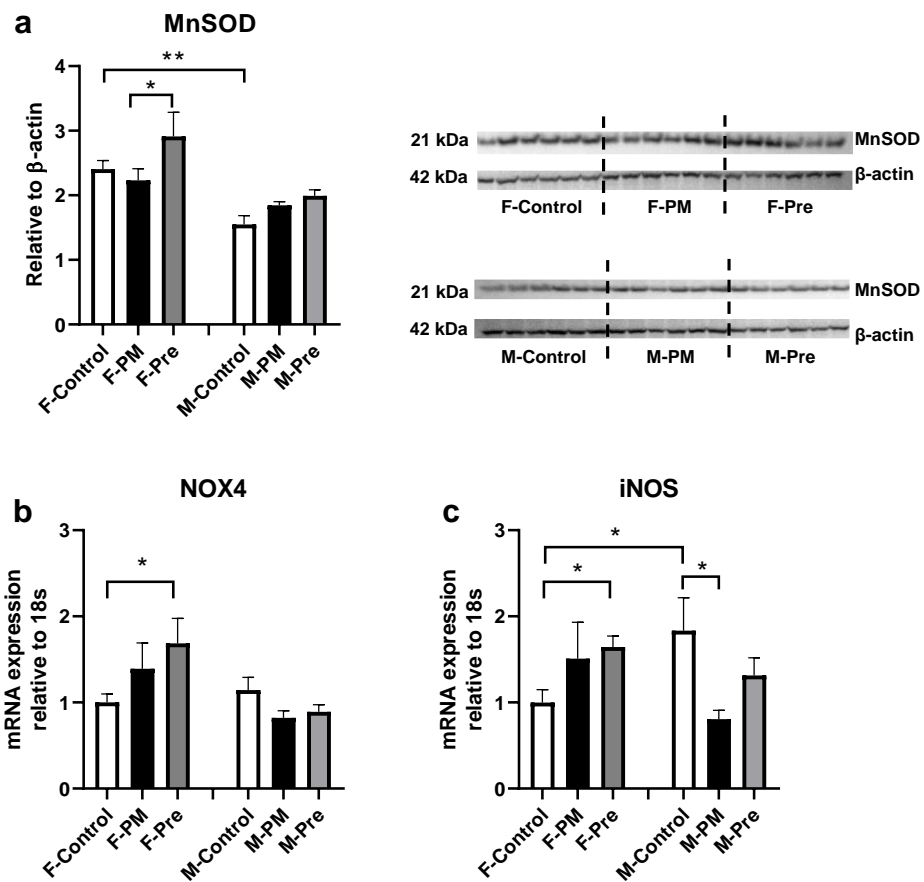 a
MnSOD
**
*
Relative to β-actin
4
3
2
1
0
F-Control
F-PM
F-Pre
M-Control
M-PM
M-Pre
21 kDa
MnSOD
42 kDa
β-actin
F-Control
F-PM
F-Pre
21 kDa
MnSOD
42 kDa
β-actin
M-Control
M-PM
M-Pre
b
NOX4
*
mRNA expression
relative to 18s
3
2
1
0
F-Control
F-PM
F-Pre
M-Control
M-PM
M-Pre
c
iNOS
*
*
*
mRNA expression
relative to 18s
3
2
1
0
F-Control
F-PM
F-Pre
M-Control
M-PM
M-Pre